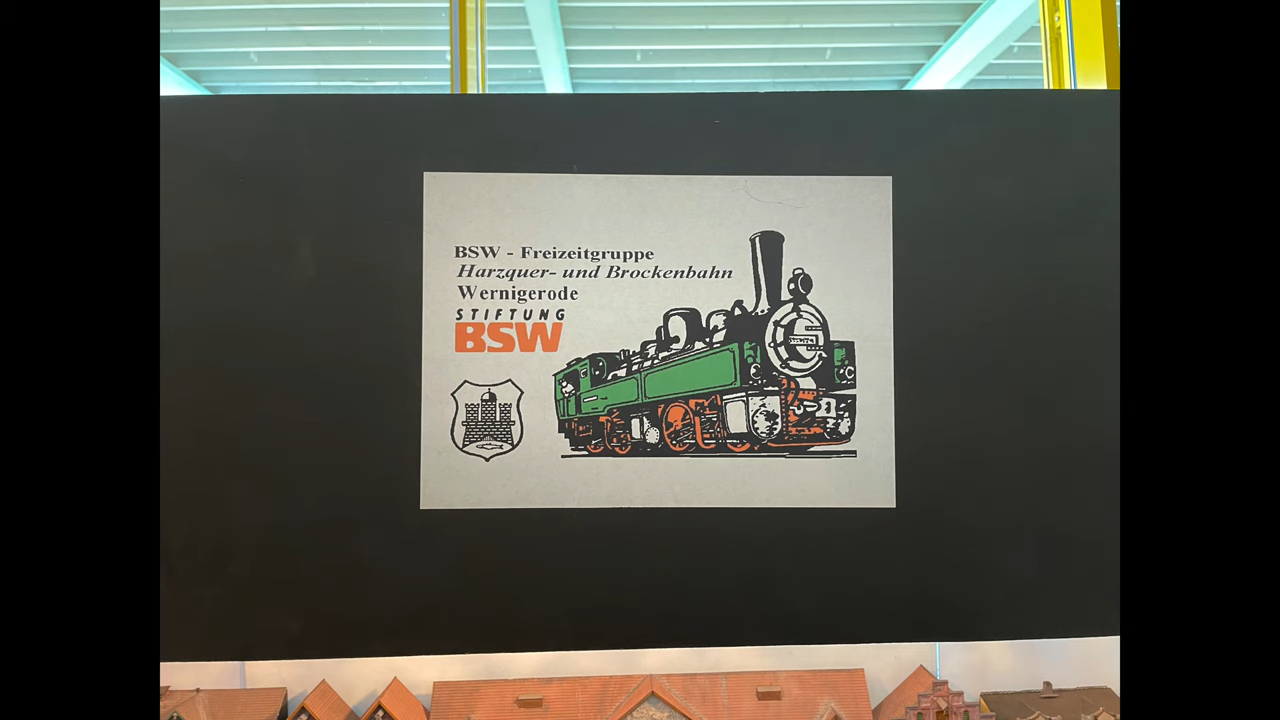 BSW - Freizeitgruppe
Harzquer- und Brockenbahn
Wernigerode
STIFTUNG
BSW